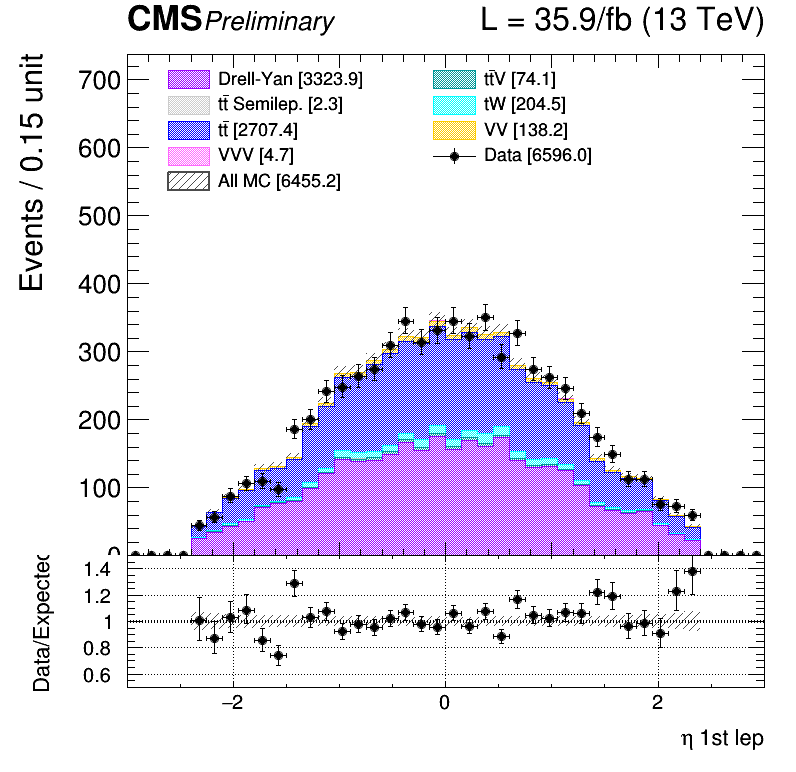 CMS Preliminary L = 35.9/fb (13 TeV)
Events / 0.15 unit
700
600
500
400
300
200
100
0
Drell-Yan [3323.9]
tt̄ Semilep. [2.3]
tt̄ [2707.4]
VVV [4.7]
All MC [6455.2]
tt̄V [74.1]
tW [204.5]
VV [138.2]
Data [6596.0]
Data/Expected
1.4
1.2
1
0.8
0.6
−2 0 2
η 1st lep